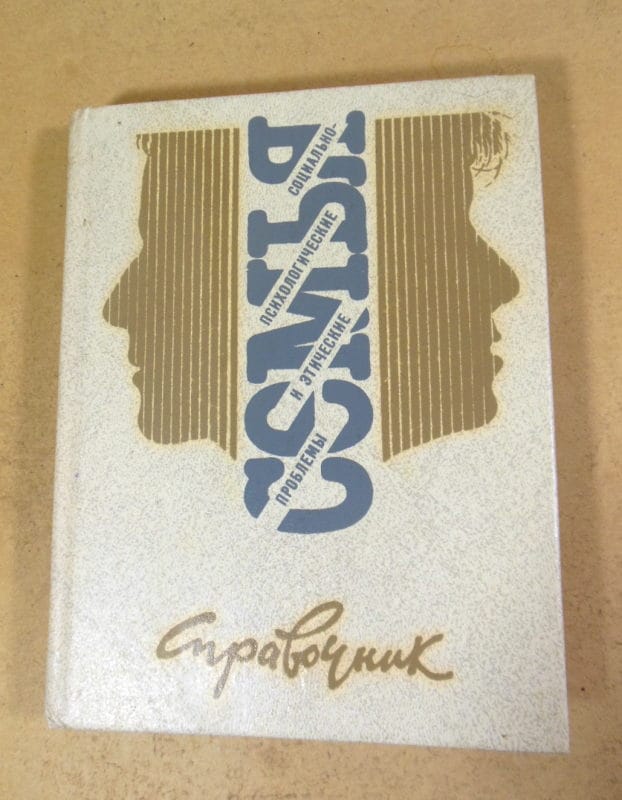 СЕМЬЯ
СОЦИАЛЬНО-
ПСИХОЛОГИЧЕСКИЕ
И ЭТИЧЕСКИЕ
ПРОБЛЕМЫ
Справочник